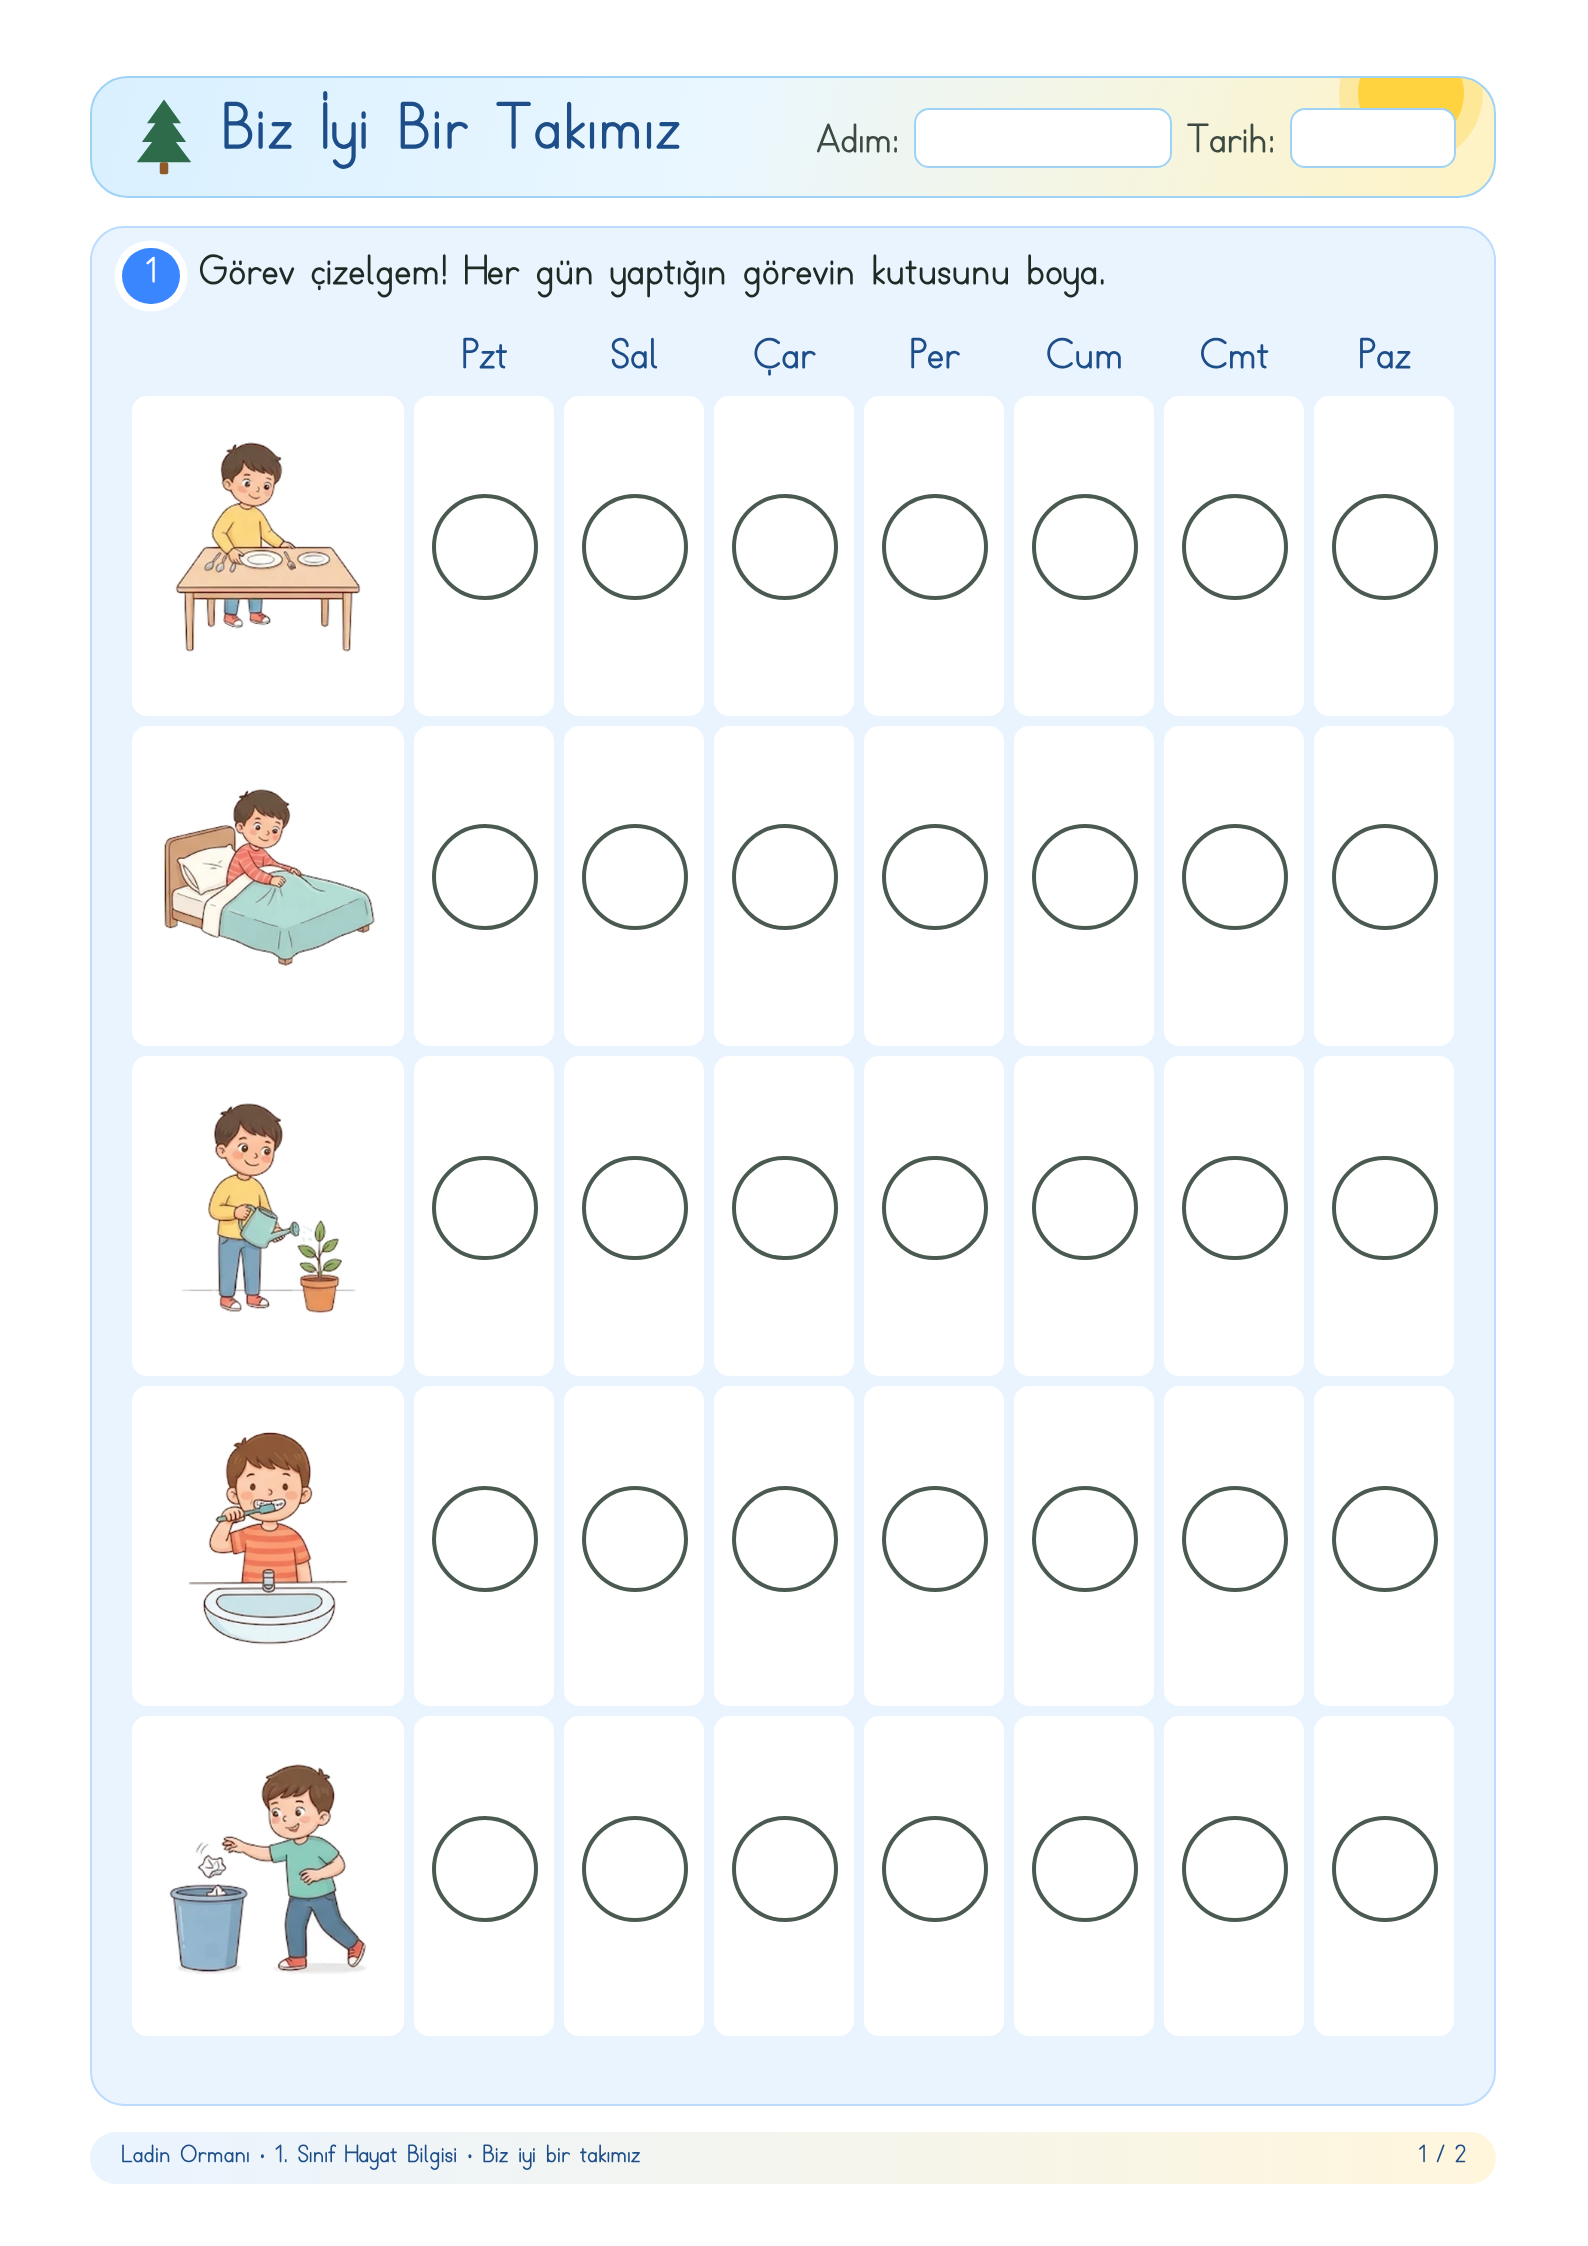 Biz İyi Bir Takımız
Adım:
Tarih:
1 Görev çizelgem! Her gün yaptığın görevin kutusunu boya.
Pzt Sal Çar Per Cum Cmt Paz
Ladin Ormanı • 1. Sınıf Hayat Bilgisi • Biz iyi bir takımız
1 / 2